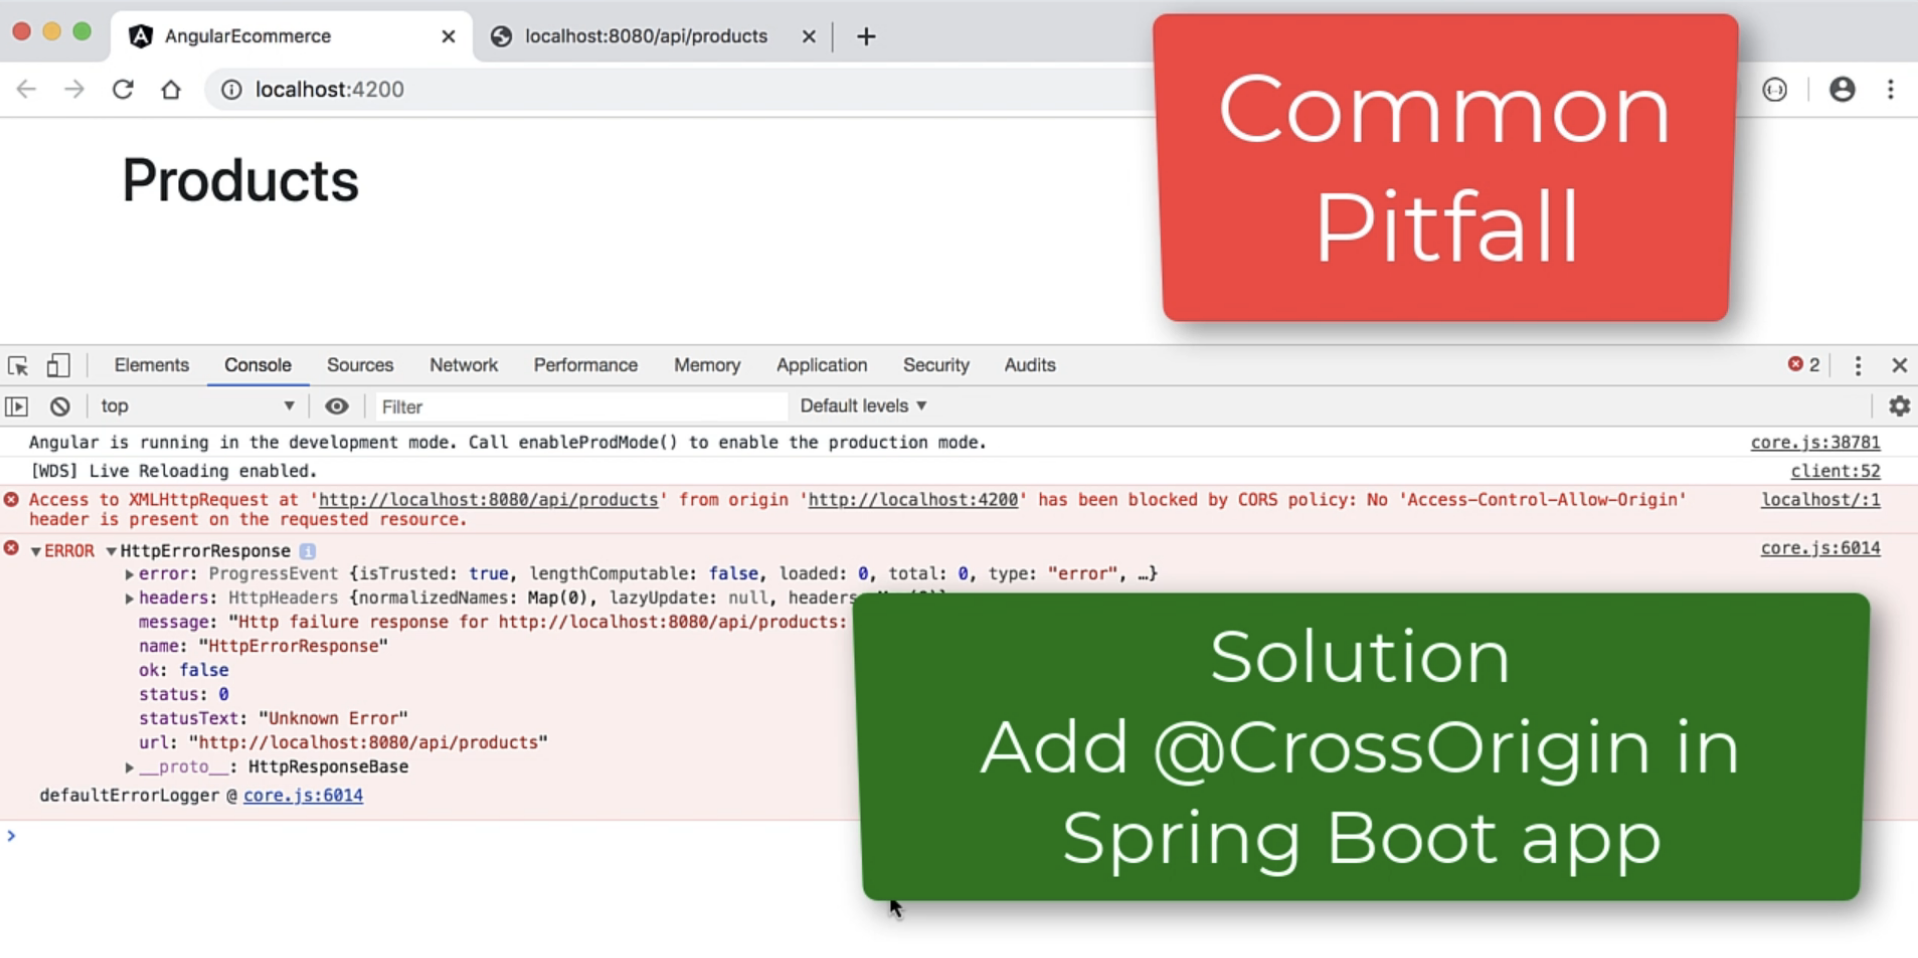 AngularEcommerce
localhost:8080/api/products
localhost:4200
Common
Pitfall
Products
Elements Console Sources Network Performance Memory Application Security Audits 2
top Filter Default levels
Angular is running in the development mode. Call enableProdMode() to enable the production mode. core.js:38781
[WDS] Live Reloading enabled. client:52
Access to XMLHttpRequest at 'http://localhost:8080/api/products' from origin 'http://localhost:4200' has been blocked by CORS policy: No 'Access-Control-Allow-Origin' localhost/:1
header is present on the requested resource.
ERROR HttpErrorResponse core.js:6014
error: ProgressEvent {isTrusted: true, lengthComputable: false, loaded: 0, total: 0, type: "error", …}
headers: HttpHeaders {normalizedNames: Map(0), lazyUpdate: null, headers
message: "Http failure response for http://localhost:8080/api/products:
name: "HttpErrorResponse"
ok: false
status: 0
statusText: "Unknown Error"
url: "http://localhost:8080/api/products"
__proto__: HttpResponseBase
defaultErrorLogger @ core.js:6014
Solution
Add @CrossOrigin in
Spring Boot app